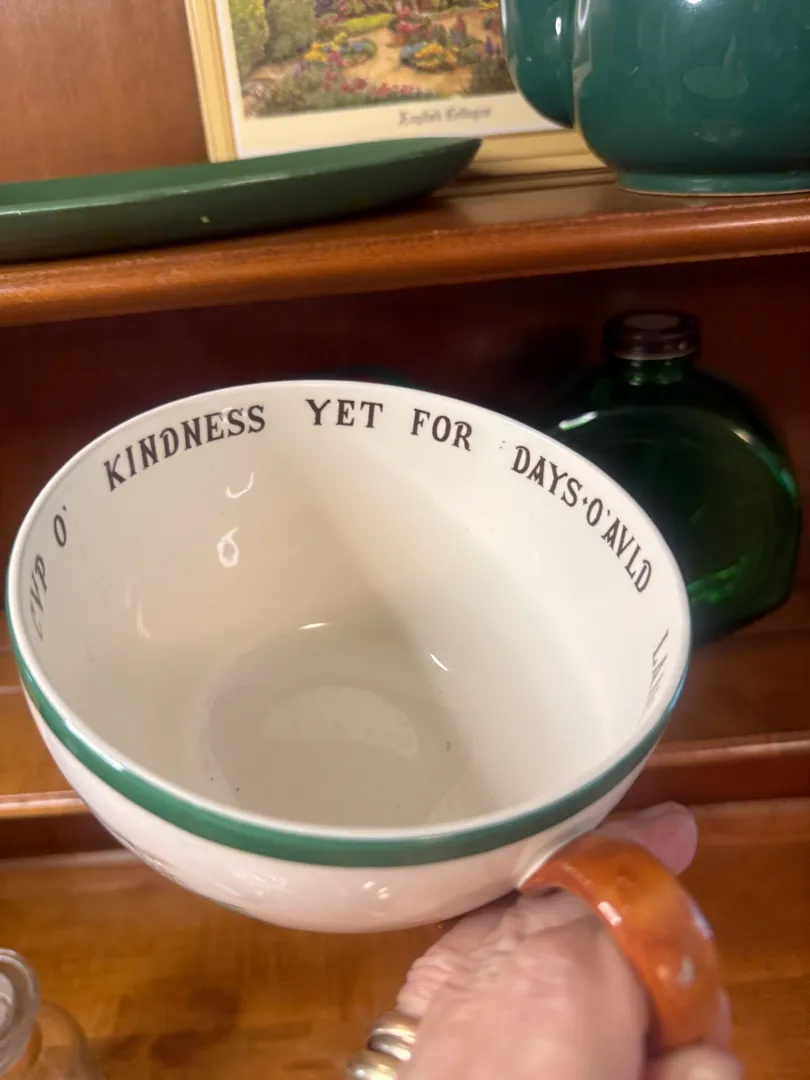 English Cottages
CVP O' KINDNESS YET FOR DAYS·O'AVLD